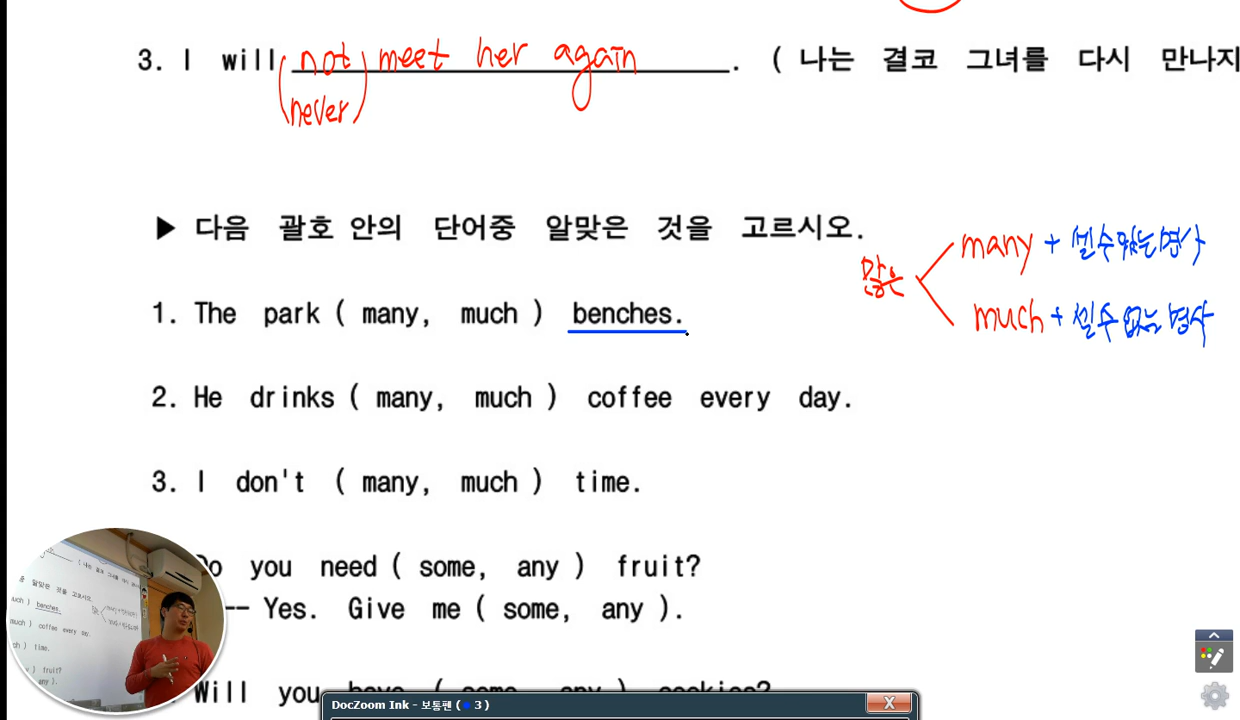 3. I will (not) meet her again. ( 나는 결코 그녀를 다시 만나지
(never)
▶ 다음 괄호 안의 단어중 알맞은 것을 고르시오.
많은
many + 셀수있는명사
much + 셀수 없는 명사
1. The park ( many, much ) benches.
2. He drinks ( many, much ) coffee every day.
3. I don't ( many, much ) time.
Do you need ( some, any ) fruit?
-- Yes. Give me ( some, any ).
Will you have ( some, any ) cookies?
DocZoom Ink - 보통펜 ( 3 )